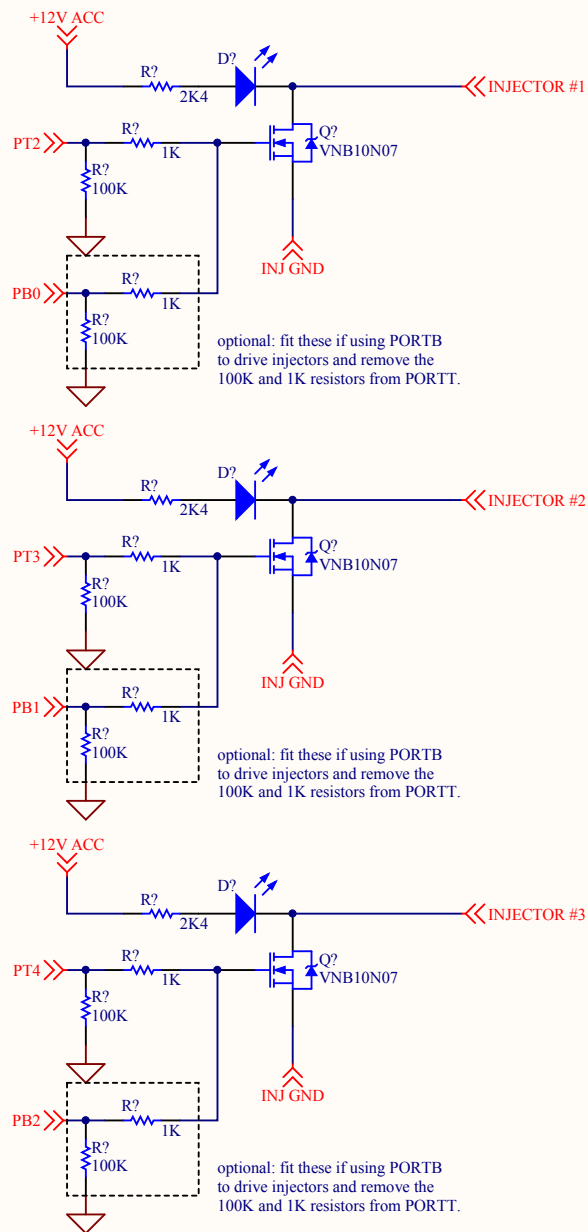 +12V ACC
D?
R?
2K4
INJECTOR #1
PT2
R?
1K
Q?
VNB10N07
R?
100K
INJ GND
PB0
R?
1K
R?
100K
optional: fit these if using PORTB
to drive injectors and remove the
100K and 1K resistors from PORTT.
+12V ACC
D?
R?
2K4
INJECTOR #2
PT3
R?
1K
Q?
VNB10N07
R?
100K
INJ GND
PB1
R?
1K
R?
100K
optional: fit these if using PORTB
to drive injectors and remove the
100K and 1K resistors from PORTT.
+12V ACC
D?
R?
2K4
INJECTOR #3
PT4
R?
1K
Q?
VNB10N07
R?
100K
INJ GND
PB2
R?
1K
R?
100K
optional: fit these if using PORTB
to drive injectors and remove the
100K and 1K resistors from PORTT.